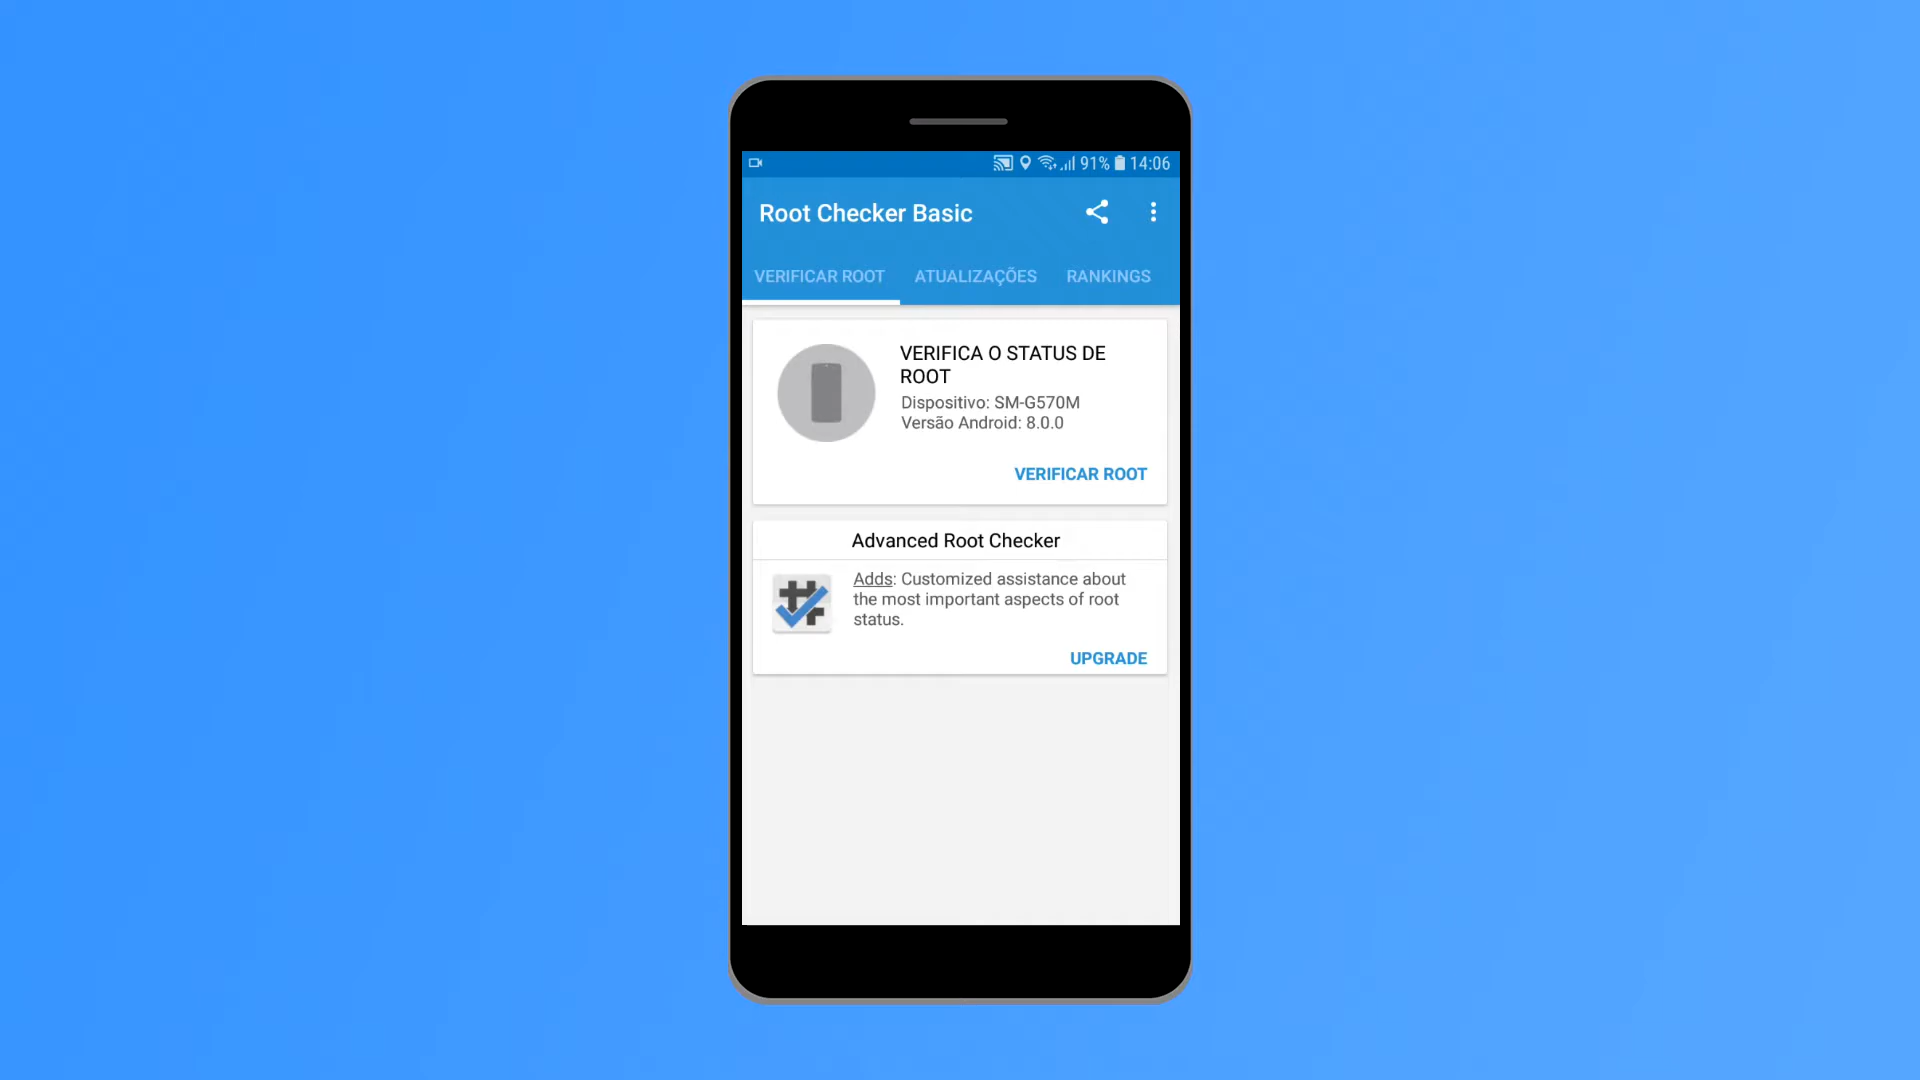 91% 14:06
Root Checker Basic
VERIFICAR ROOT ATUALIZAÇÕES RANKINGS
VERIFICA O STATUS DE
ROOT
Dispositivo: SM-G570M
Versão Android: 8.0.0
VERIFICAR ROOT
Advanced Root Checker
Adds: Customized assistance about
the most important aspects of root
status.
UPGRADE